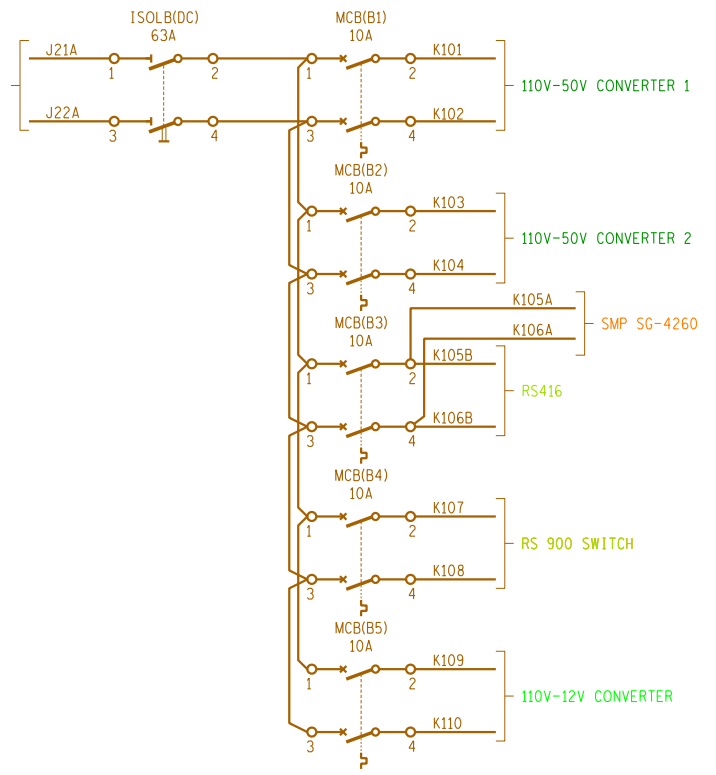 ISOLB(DC)
63A
MCB(B1)
10A
J21A
K101
1
2
1
2
110V-50V CONVERTER 1
J22A
K102
3
4
3
4
MCB(B2)
10A
K103
1
2
110V-50V CONVERTER 2
K104
3
4
K105A
MCB(B3)
10A
SMP SG-4260
K106A
K105B
1
2
RS416
K106B
3
4
MCB(B4)
10A
K107
1
2
RS 900 SWITCH
K108
3
4
MCB(B5)
10A
K109
1
2
110V-12V CONVERTER
K110
3
4